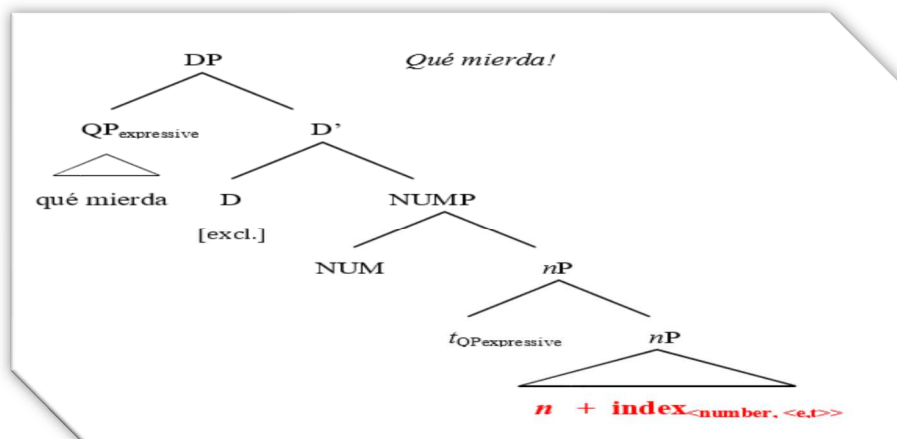 DP Qué mierda!
QPexpressive D’
qué mierda D NUMP
[excl.]
NUM nP
tQPexpressive nP
n + index<number, <e,t>>